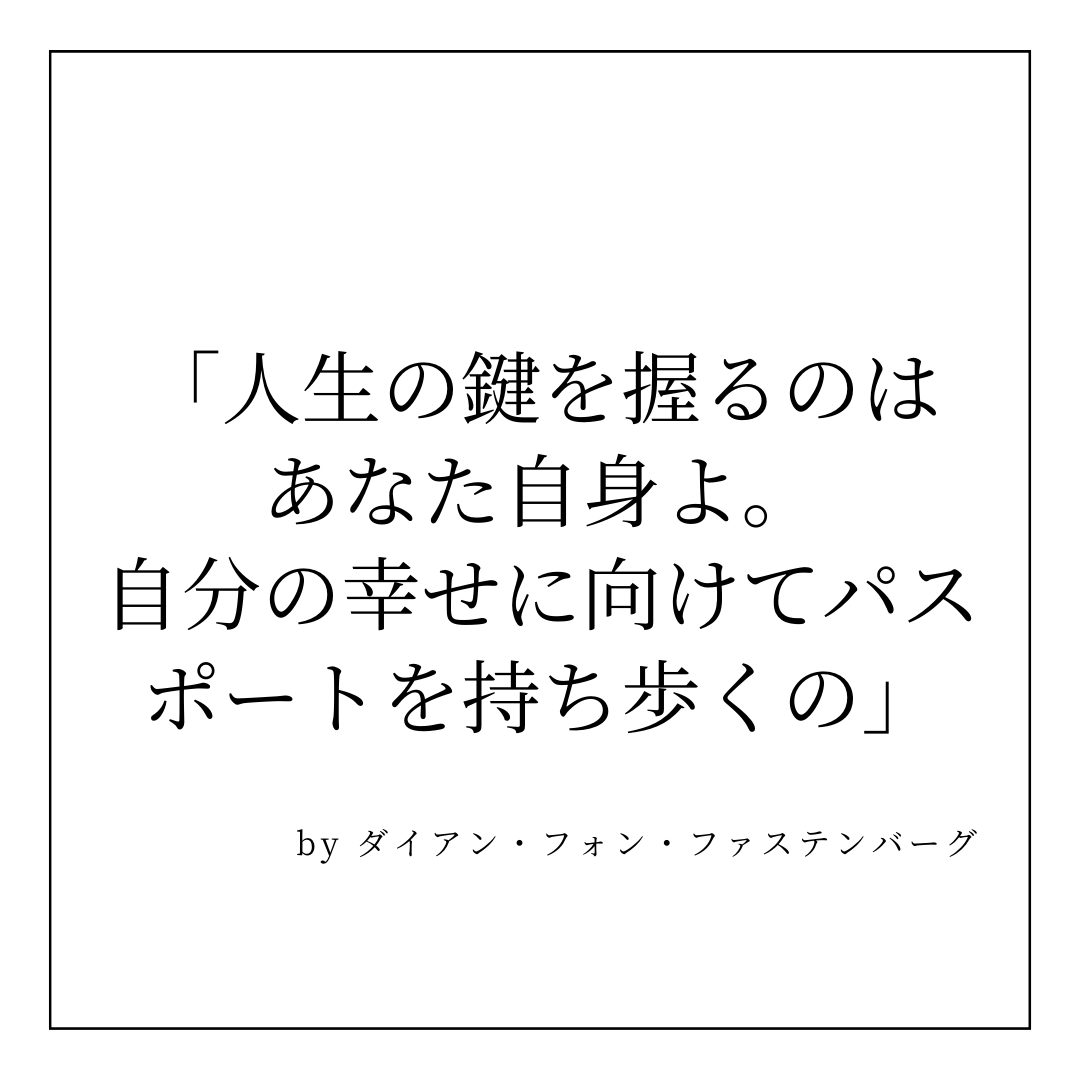 「人生の鍵を握るのは
あなた自身よ。
自分の幸せに向けてパス
ポートを持ち歩くの」
by ダイアン・フォン・ファステンバーグ